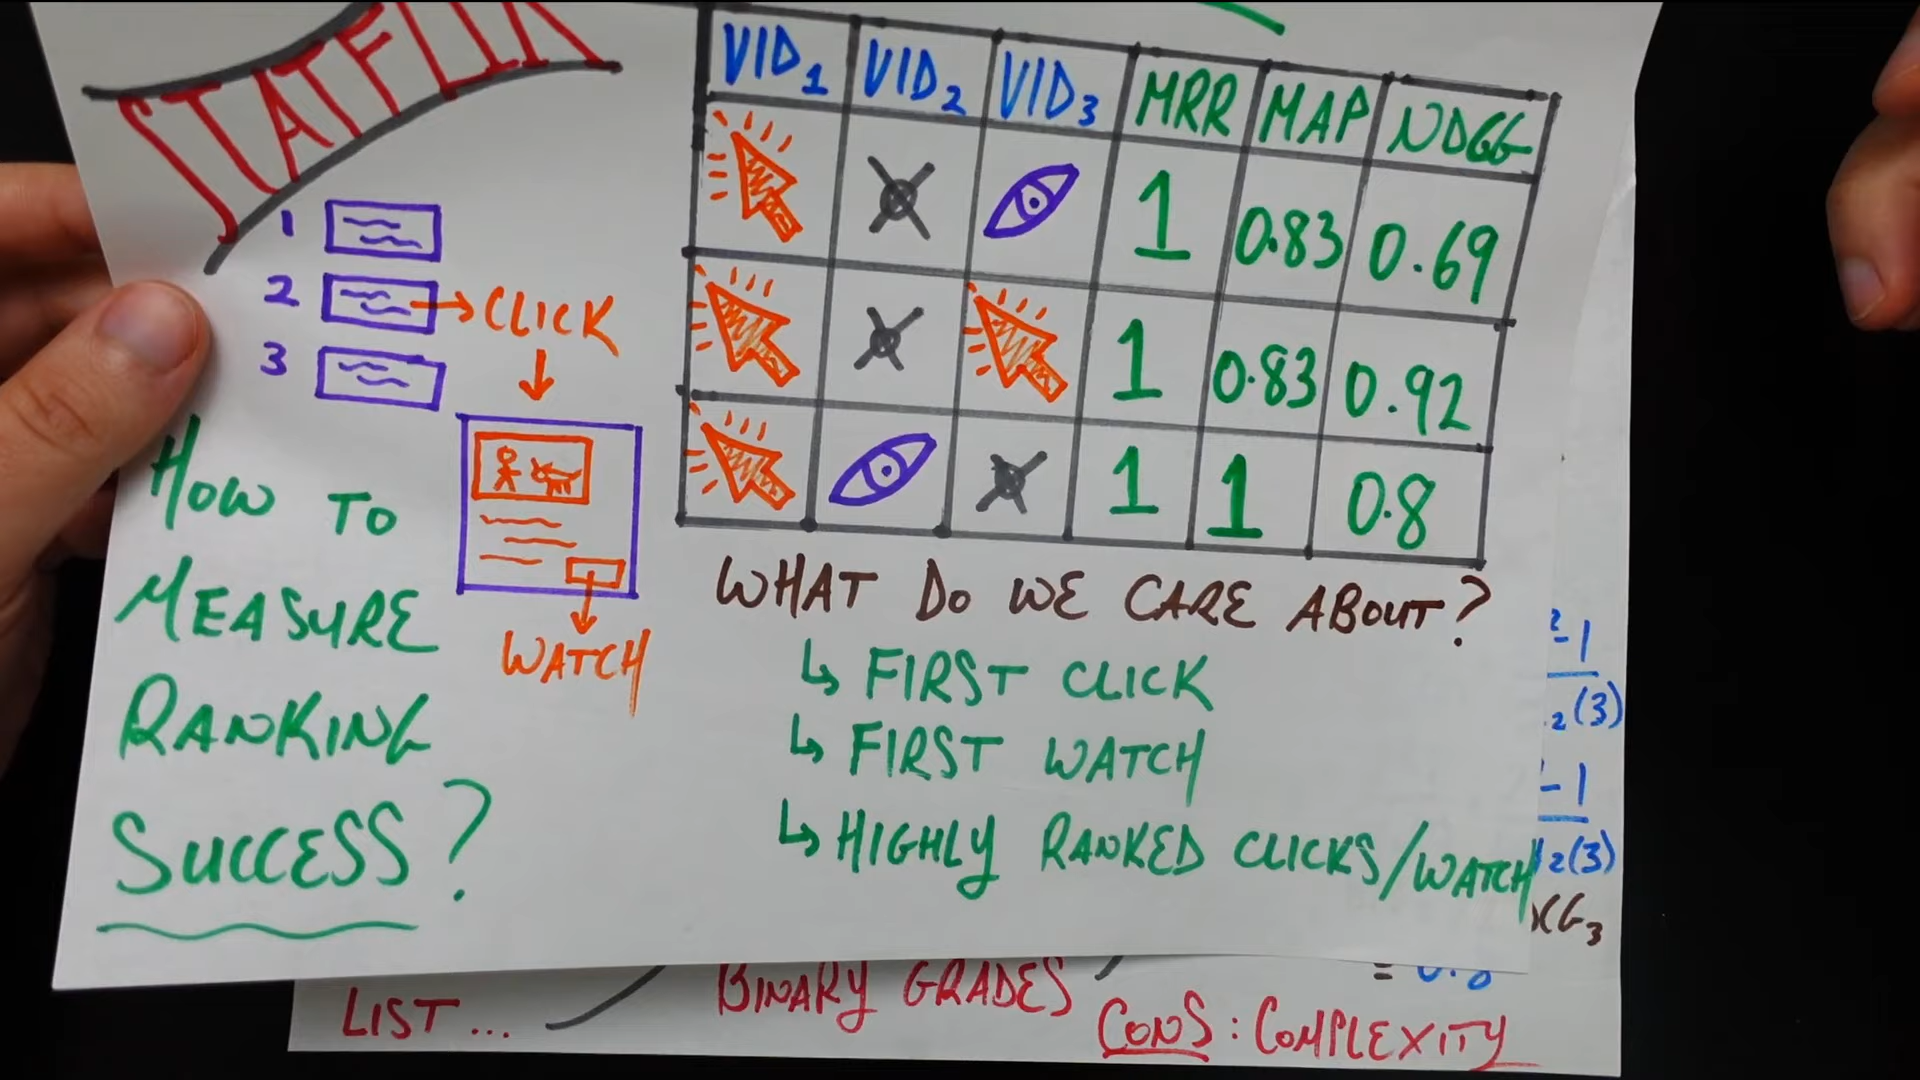 STATFLIX
1
2 → CLICK
3
WATCH
HOW TO
MEASURE
RANKING
SUCCESS?
VID1 VID2 VID3 MRR MAP NDCG
1 0.83 0.69
1 0.83 0.92
1 1 0.8
WHAT DO WE CARE ABOUT?
↳ FIRST CLICK
↳ FIRST WATCH
↳ HIGHLY RANKED CLICKS/WATCH
LIST...
BINARY GRADES
CONS: COMPLEXITY